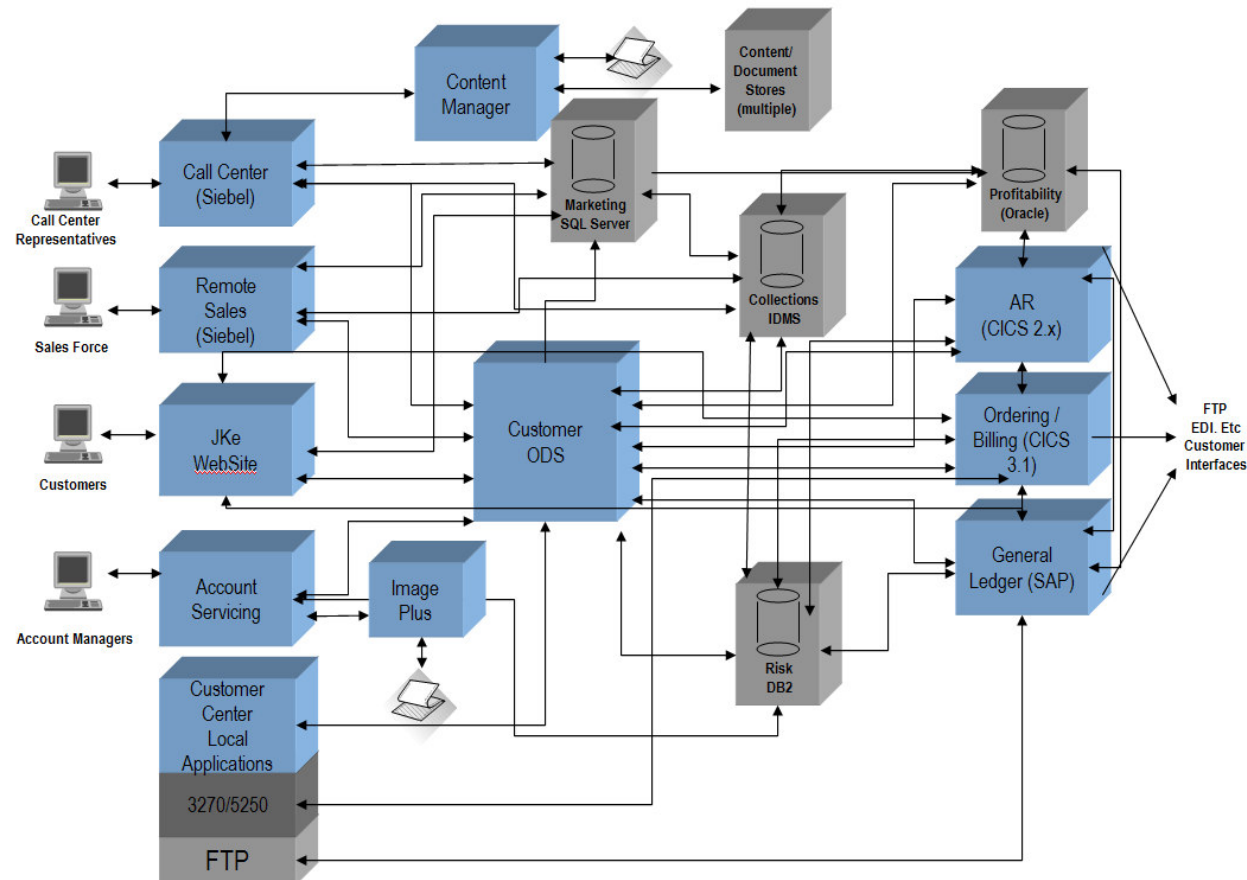 Content
Manager
Content/
Document
Stores
(multiple)
Call Center
(Siebel)
Call Center
Representatives
Marketing
SQL Server
Profitability
(Oracle)
Remote
Sales
(Siebel)
Sales Force
Collections
IDMS
AR
(CICS 2.x)
JKe
WebSite
Customers
Customer
ODS
Ordering /
Billing (CICS
3.1)
FTP
EDI. Etc
Customer
Interfaces
Account
Servicing
Account Managers
Image
Plus
General
Ledger (SAP)
Risk
DB2
Customer
Center
Local
Applications
3270/5250
FTP